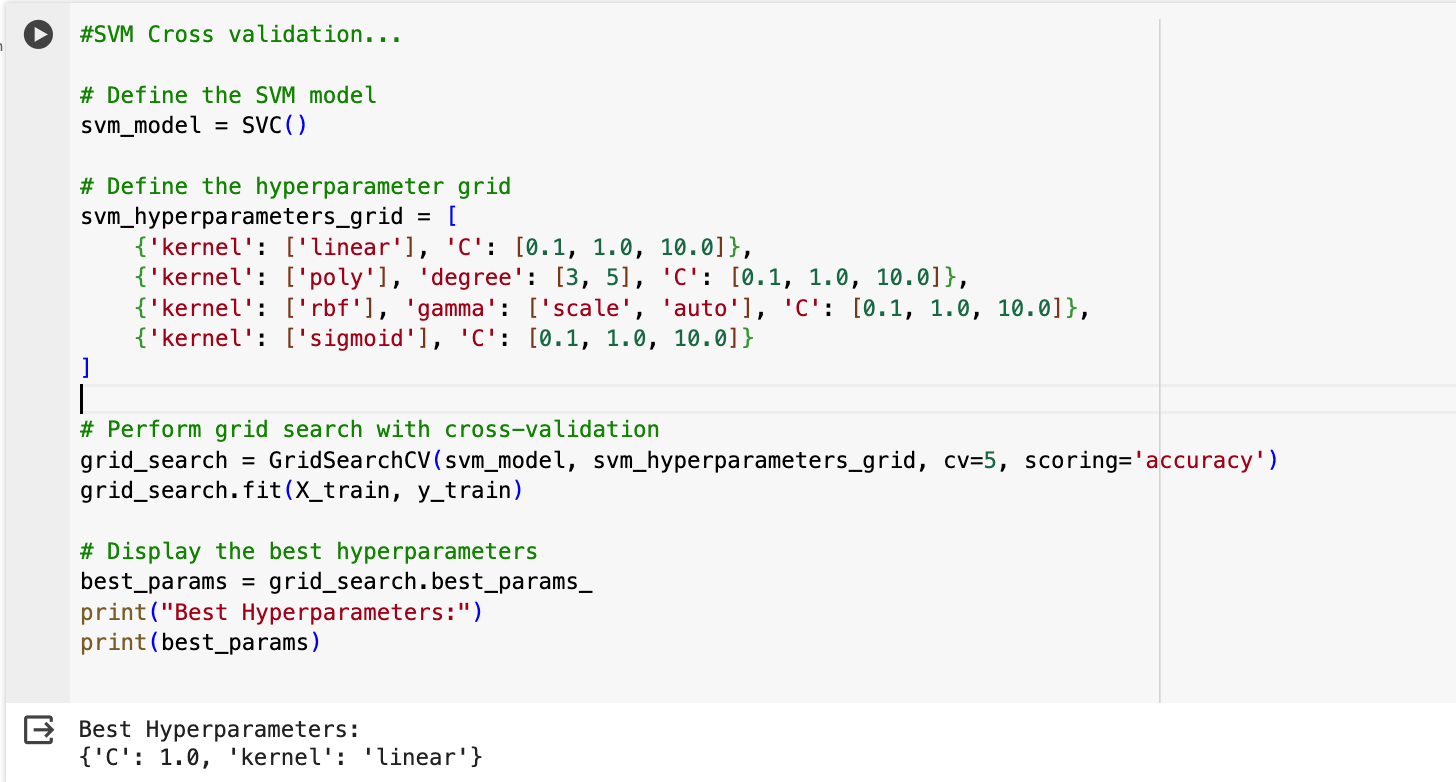 #SVM Cross validation...
# Define the SVM model
svm_model = SVC()
# Define the hyperparameter grid
svm_hyperparameters_grid = [
    {'kernel': ['linear'], 'C': [0.1, 1.0, 10.0]},
    {'kernel': ['poly'], 'degree': [3, 5], 'C': [0.1, 1.0, 10.0]},
    {'kernel': ['rbf'], 'gamma': ['scale', 'auto'], 'C': [0.1, 1.0, 10.0]},
    {'kernel': ['sigmoid'], 'C': [0.1, 1.0, 10.0]}
]
# Perform grid search with cross-validation
grid_search = GridSearchCV(svm_model, svm_hyperparameters_grid, cv=5, scoring='accuracy')
grid_search.fit(X_train, y_train)
# Display the best hyperparameters
best_params = grid_search.best_params_
print("Best Hyperparameters:")
print(best_params)
Best Hyperparameters:
{'C': 1.0, 'kernel': 'linear'}